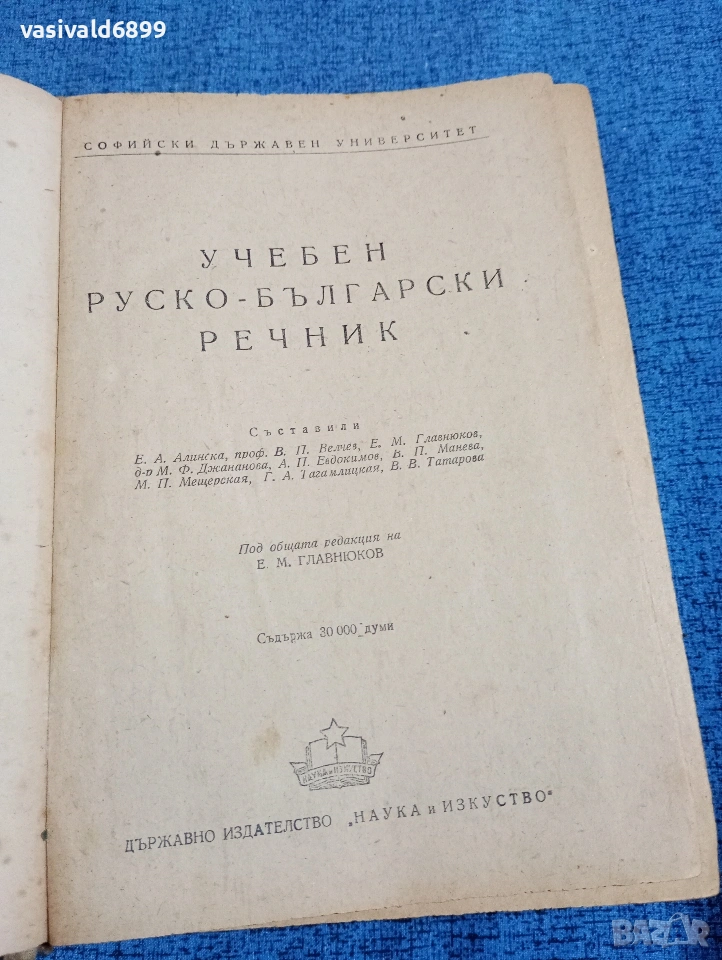 vasivald6899
СОФИЙСКИ ДЪРЖАВЕН УНИВЕРСИТЕТ
УЧЕБЕН
РУСКО-БЪЛГАРСКИ
РЕЧНИК
Съставили
Е. А. Алинска, проф. В. П. Велчев, Е. М. Главнюков,
д-р М. Ф. Джананова, А. П. Евдокимов, В. П. Манева,
М. П. Мещерская, Г. А. Тагамлицкая, В. В. Татарова
Под общата редакция на
Е. М. ГЛАВНЮКОВ
Съдържа 30 000 думи
НАУКА и ИЗКУСТВО
ДЪРЖАВНО ИЗДАТЕЛСТВО „НАУКА и ИЗКУСТВО"
BAZAR